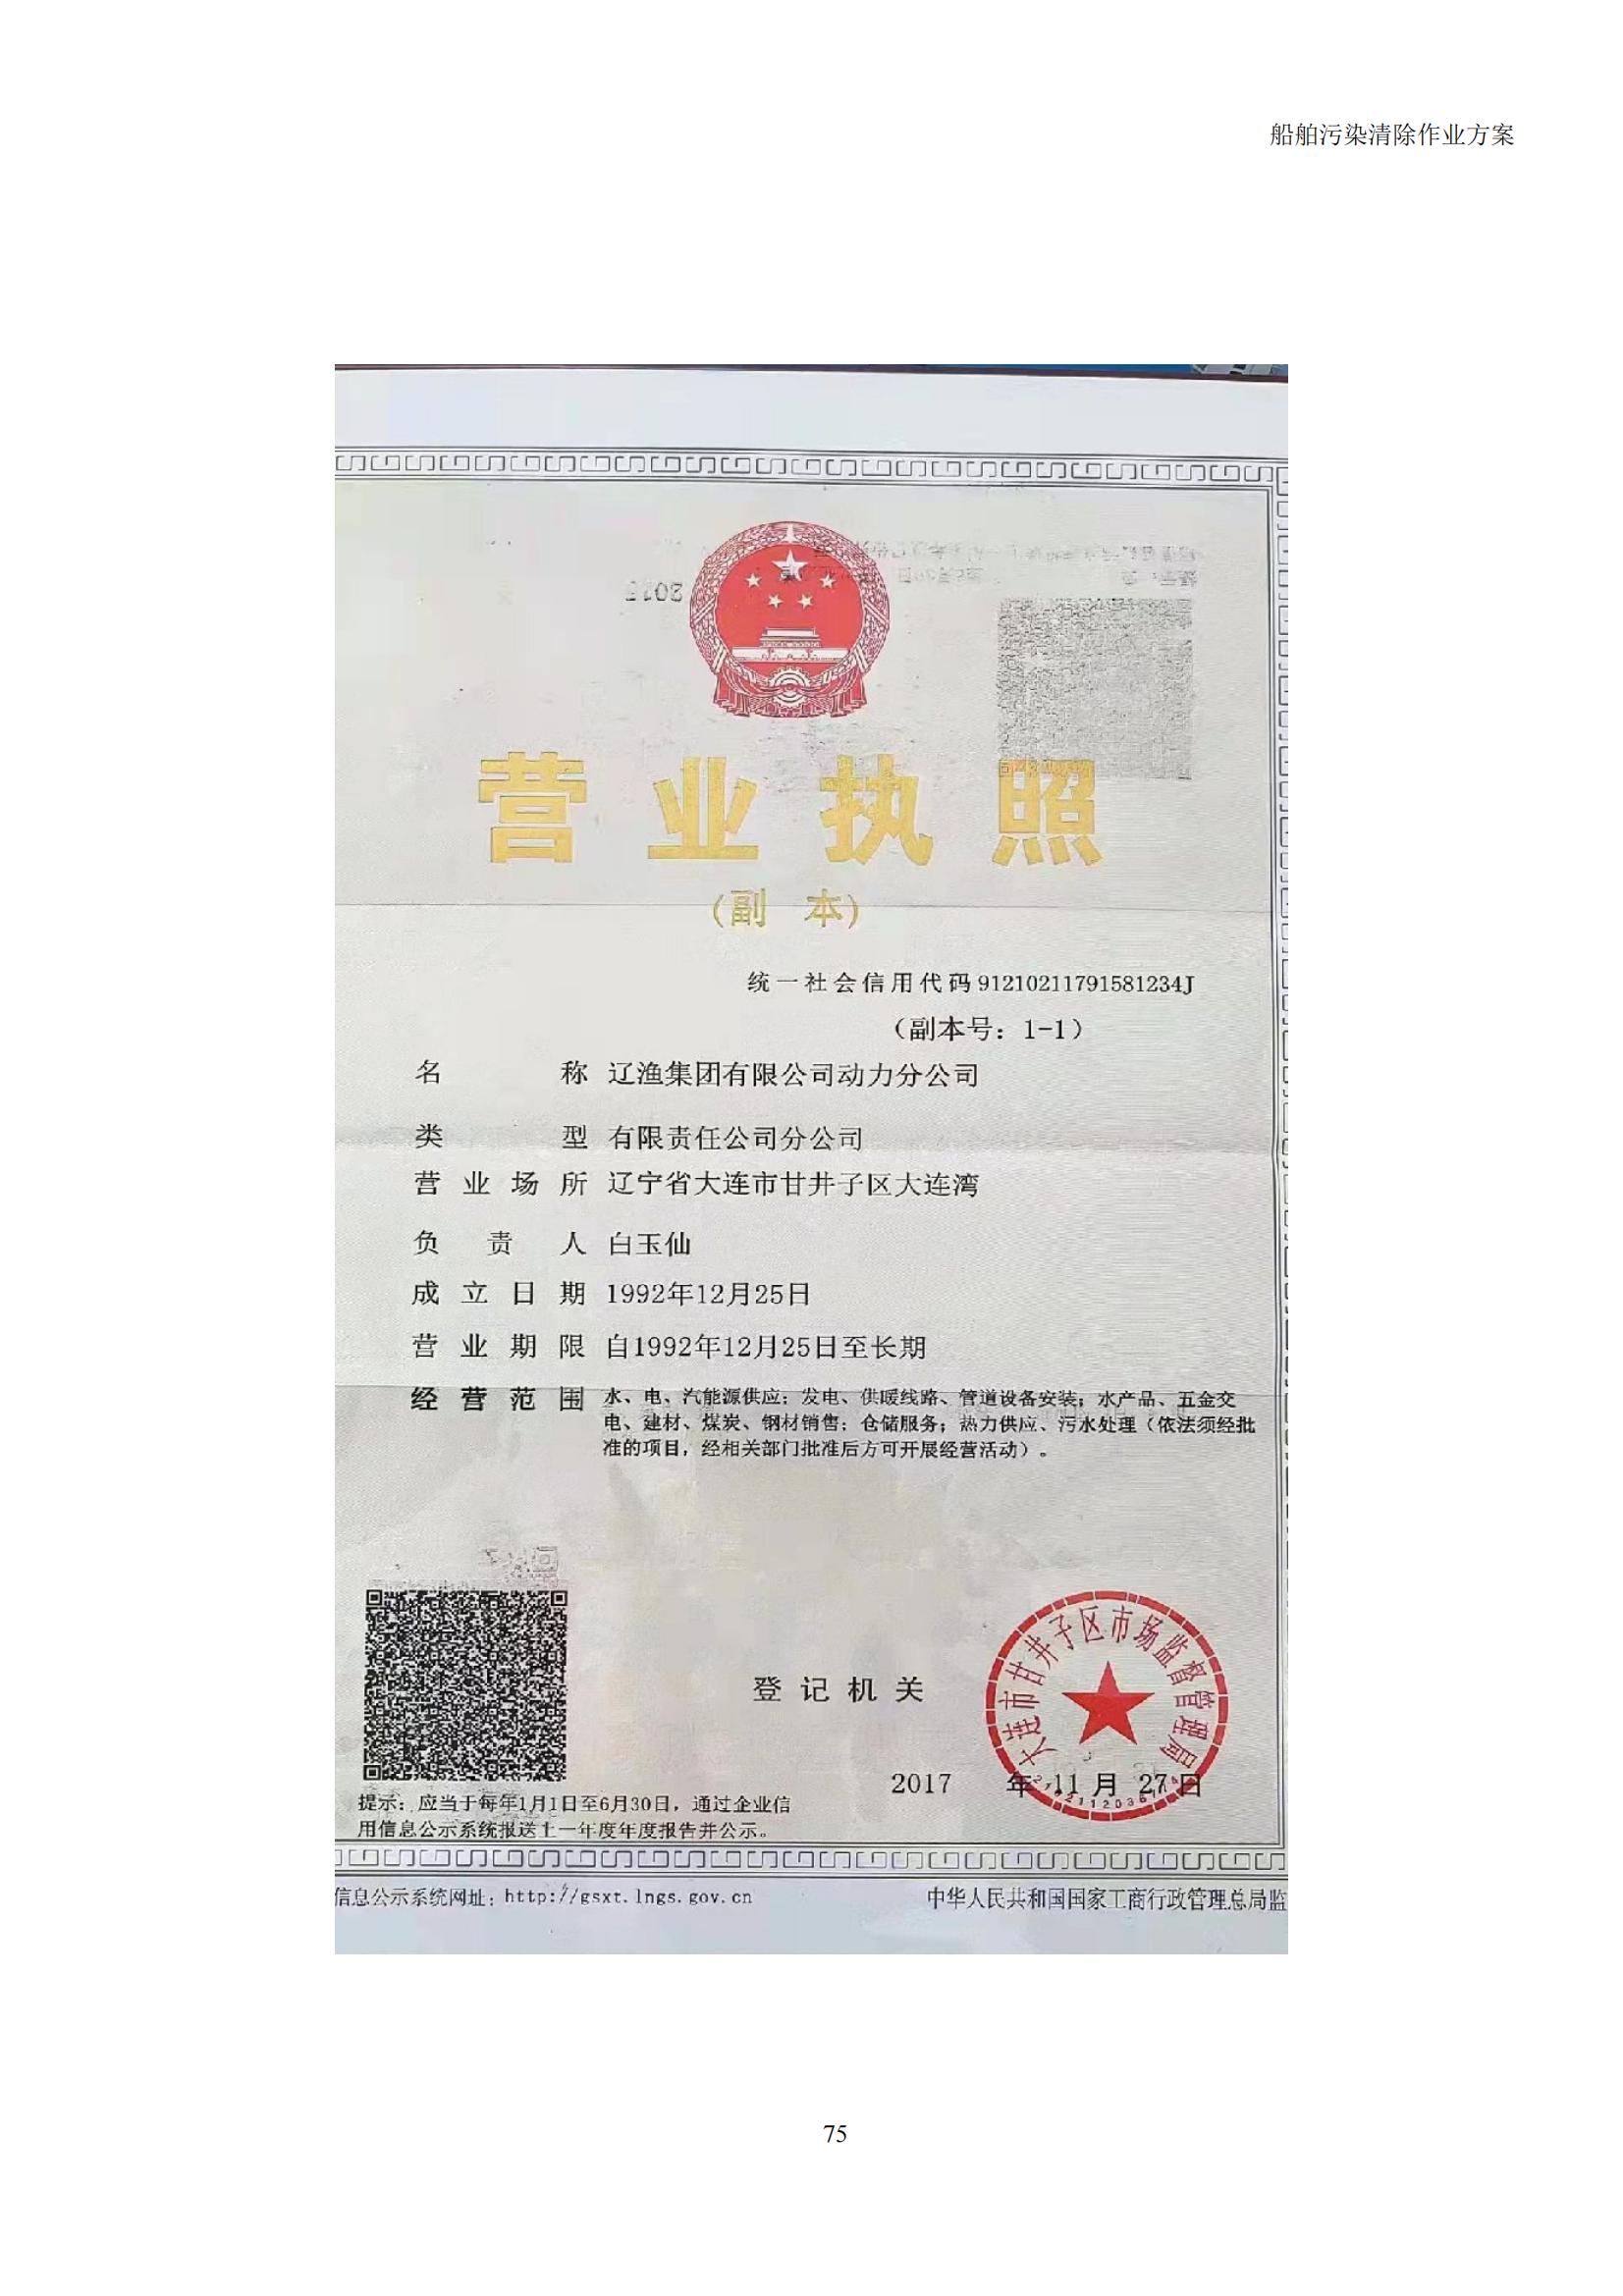 船舶污染清除作业方案
营业执照
(副 本)
统一社会信用代码 91210211791581234J
(副本号：1-1)
名 称 辽渔集团有限公司动力分公司
类 型 有限责任公司分公司
营业场所 辽宁省大连市甘井子区大连湾
负 责 人 白玉仙
成立日期 1992年12月25日
营业期限 自1992年12月25日至长期
经营范围 水、电、汽能源供应；发电、供暖线路、管道设备安装；水产品、五金交
电、建材、煤炭、钢材销售；仓储服务；热力供应、污水处理（依法须经批
准的项目，经相关部门批准后方可开展经营活动）。
大连市甘井子区市场监督管理局
登记机关
2017 年 11 月 27 日
提示：应当于每年1月1日至6月30日，通过企业信
用信息公示系统报送上一年度年度报告并公示。
信息公示系统网址：http://gsxt.lngs.gov.cn 中华人民共和国国家工商行政管理总局监
75